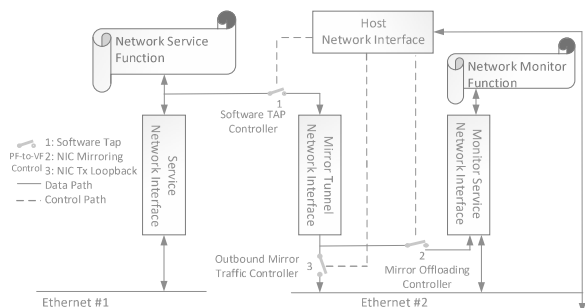 Host
Network Interface
Network Service
Function
Network Monitor
Function
1
Software TAP
Controller
Service
Network Interface
Mirror Tunnel
Network Interface
Monitor Service
Network Interface
1: Software Tap
PF-to-VF 2: NIC Mirroring
Control 3: NIC Tx Loopback
Data Path
Control Path
Outbound Mirror
Traffic Controller
3
2
Mirror Offloading
Controller
Ethernet #1
Ethernet #2